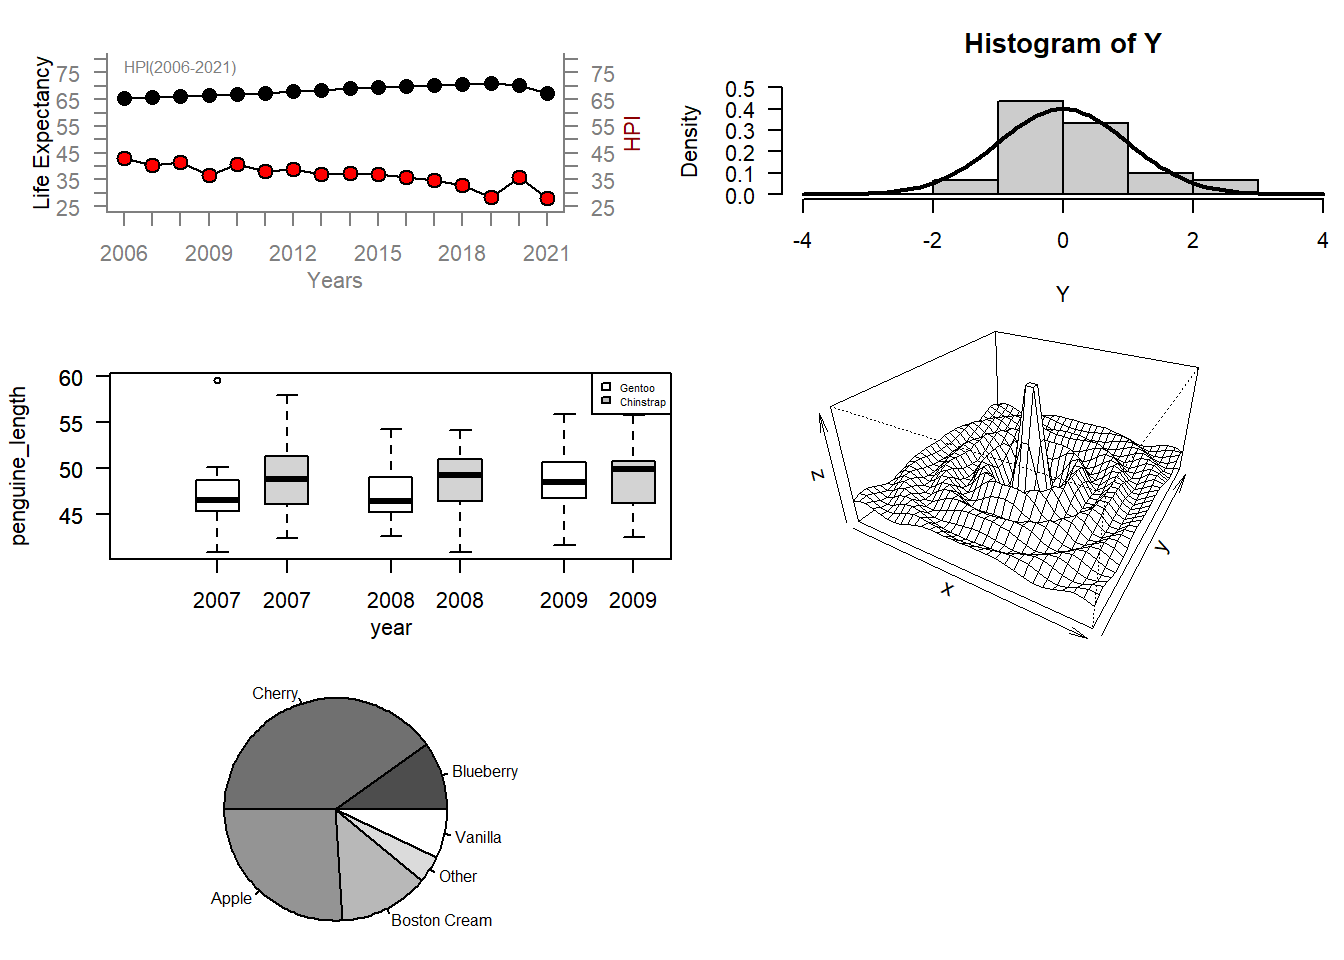 HPI(2006-2021)
Life Expectancy
75
65
55
45
35
25
75
65
55
45
35
25
HPI
2006 2009 2012 2015 2018 2021
Years
Histogram of Y
Density
0.5
0.4
0.3
0.2
0.1
0.0
-4 -2 0 2 4
Y
penguine_length
60
55
50
45
Gentoo
Chinstrap
2007 2007 2008 2008 2009 2009
year
z
x
y
Cherry
Blueberry
Vanilla
Other
Apple
Boston Cream